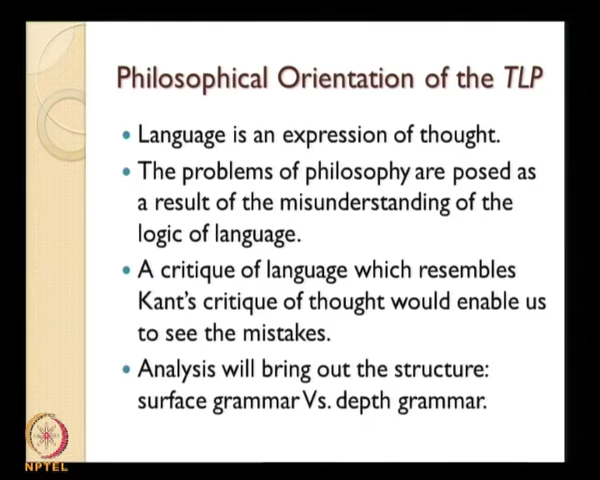 Philosophical Orientation of the TLP
• Language is an expression of thought.
• The problems of philosophy are posed as
a result of the misunderstanding of the
logic of language.
• A critique of language which resembles
Kant's critique of thought would enable us
to see the mistakes.
• Analysis will bring out the structure:
surface grammar Vs. depth grammar.
NPTEL